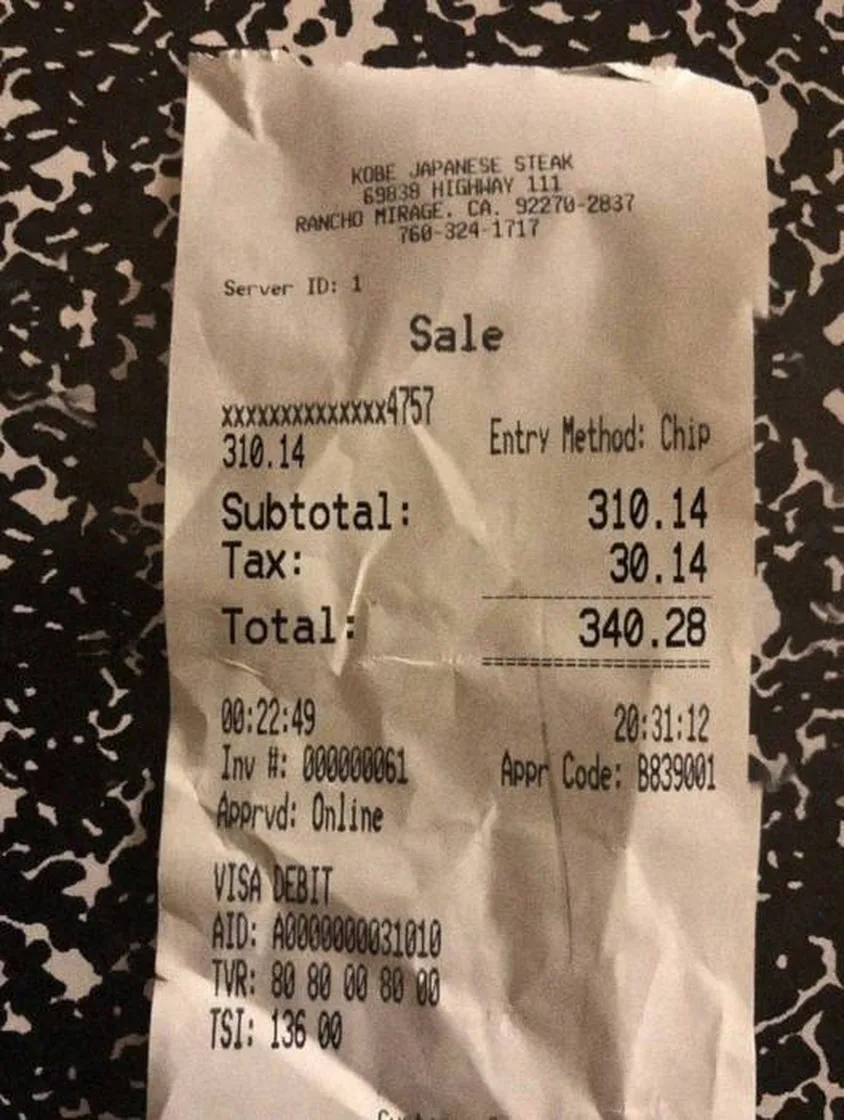 KOBE JAPANESE STEAK
69838 HIGHWAY 111
RANCHO MIRAGE, CA. 92270-2837
760-324-1717
Server ID: 1
Sale
xxxxxxxxxxxxxx4757
Entry Method: Chip
310.14
Subtotal: 310.14
Tax: 30.14
Total: 340.28
00:22:49 20:31:12
Inv #: 000000061 Appr Code: B839001
Apprvd: Online
VISA DEBIT
AID: A0000000031010
TVR: 80 80 00 80 00
TSI: 136 00